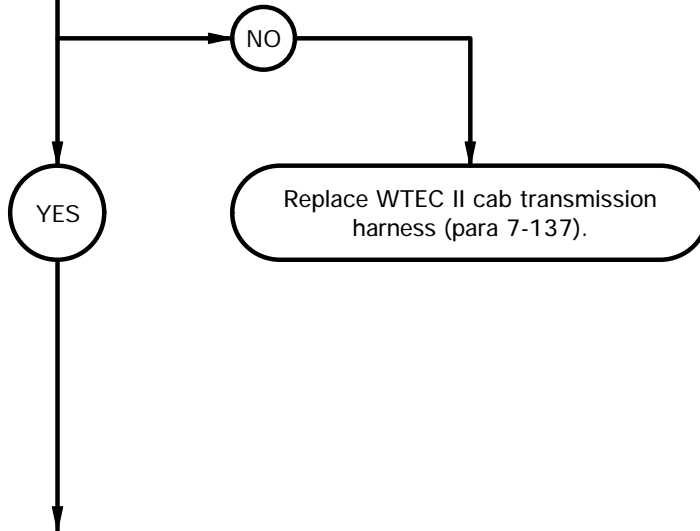 NO
YES
Replace WTEC II cab transmission
harness (para 7-137).